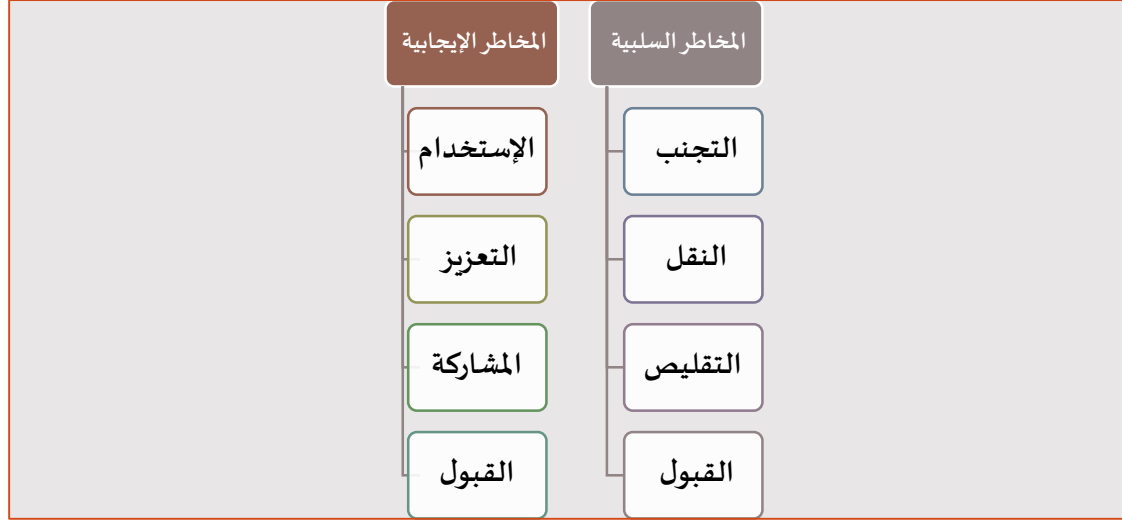 المخاطر السلبية
التجنب
النقل
التقليص
القبول
المخاطر الإيجابية
الإستخدام
التعزيز
المشاركة
القبول